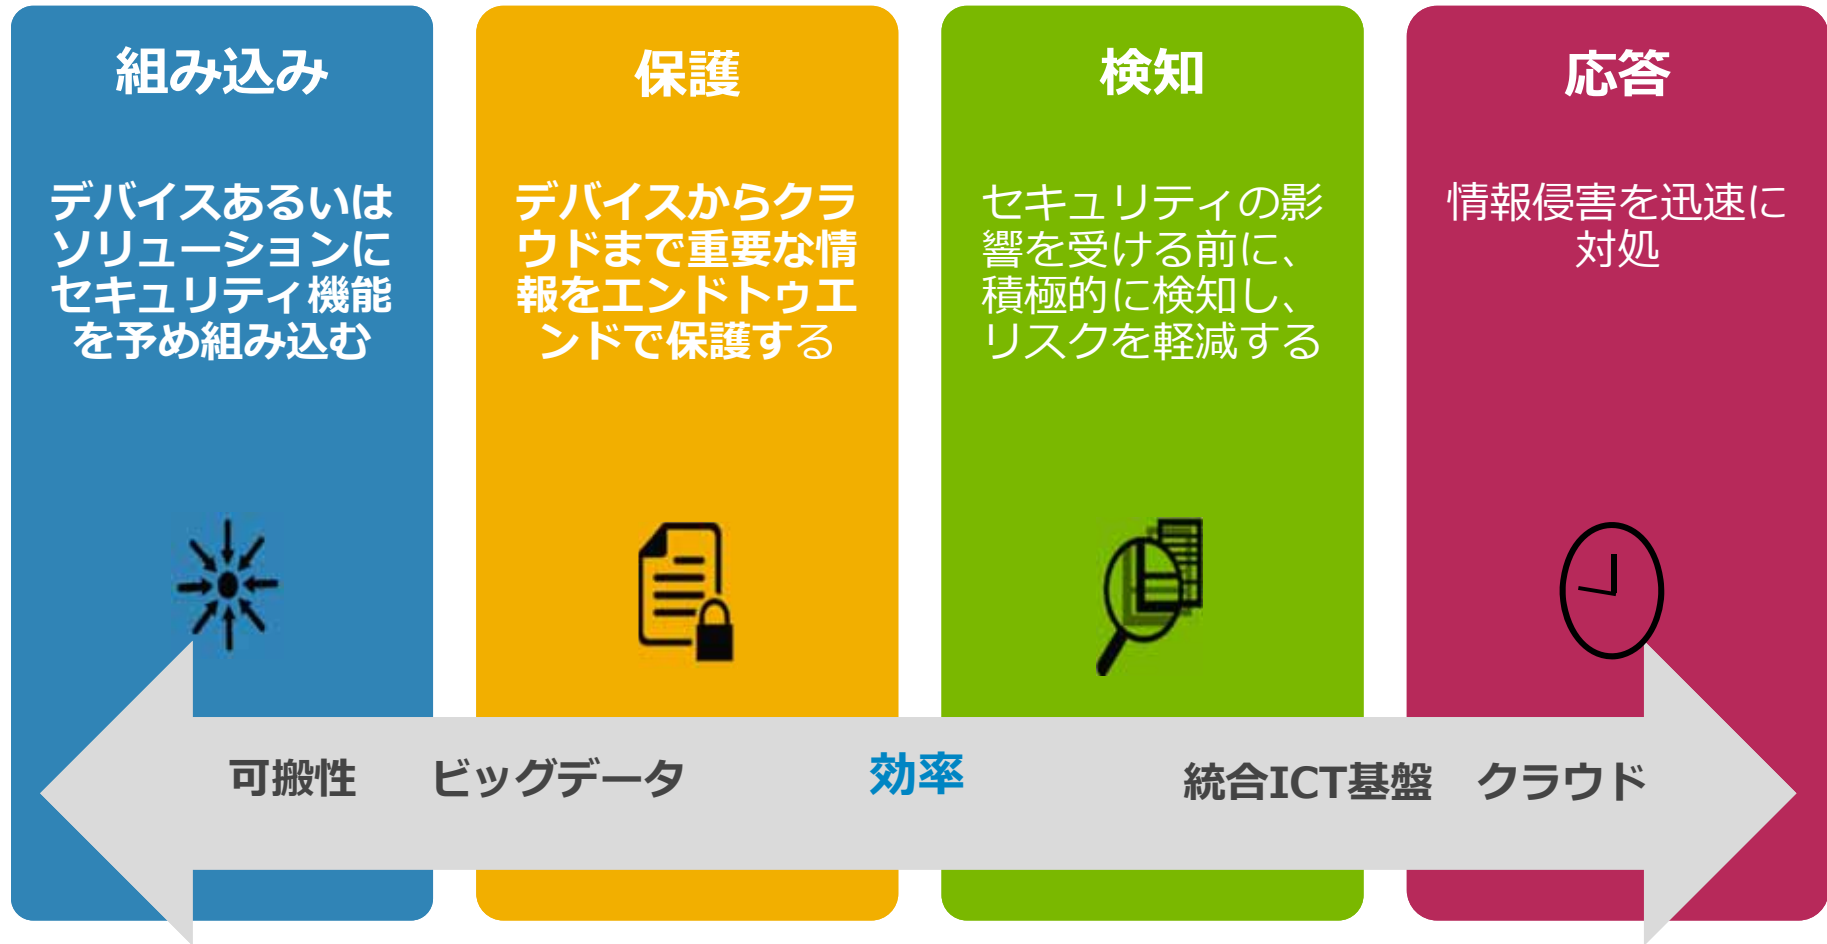 組み込み
デバイスあるいは
ソリューションに
セキュリティ機能
を予め組み込む
保護
デバイスからクラ
ウドまで重要な情
報をエンドトゥエ
ンドで保護する
検知
セキュリティの影
響を受ける前に、
積極的に検知し、
リスクを軽減する
応答
情報侵害を迅速に
対処
可搬性 ビッグデータ 効率 統合ICT基盤 クラウド